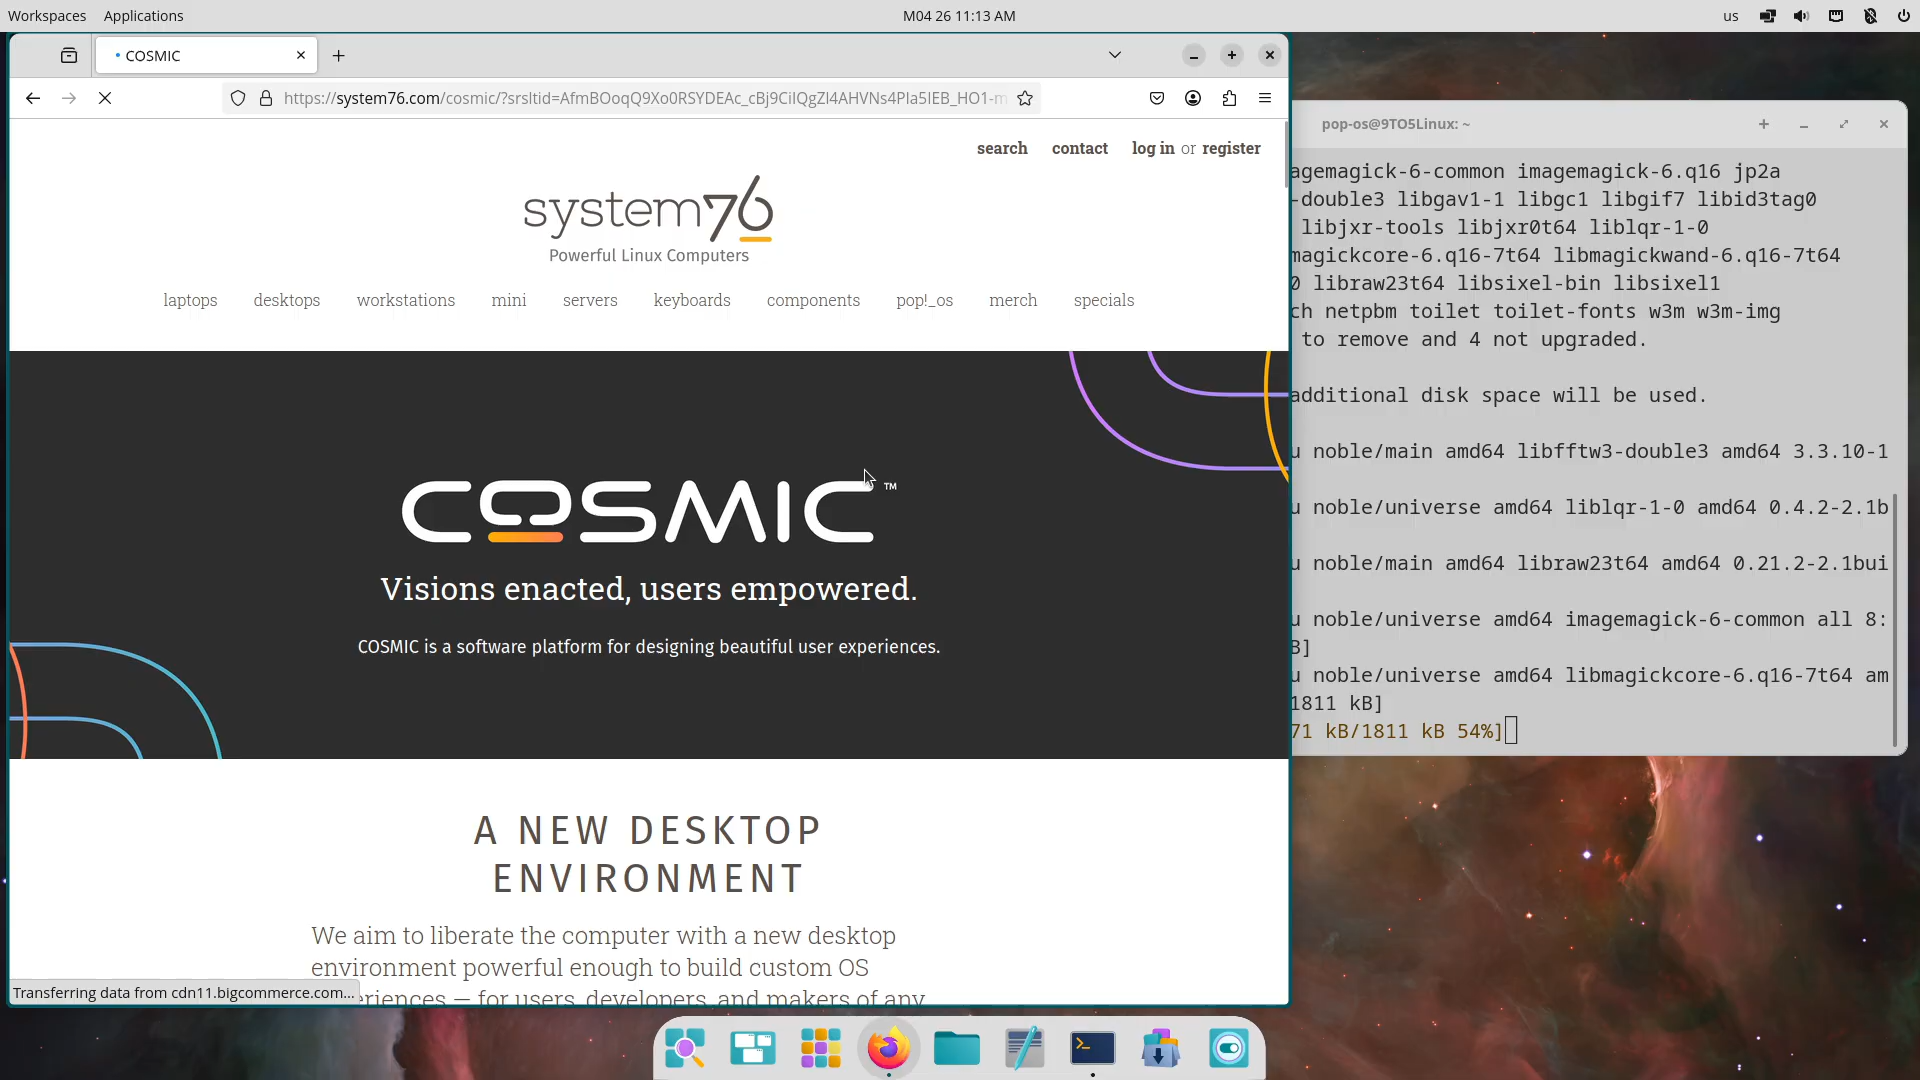 Workspaces Applications M04 26 11:13 AM us
COSMIC
https://system76.com/cosmic/?srsltid=
search contact log in or register
system76
Powerful Linux Computers
laptops desktops workstations mini servers keyboards components pop!_os merch specials
COSMIC™
Visions enacted, users empowered.
COSMIC is a software platform for designing beautiful user experiences.
A NEW DESKTOP
ENVIRONMENT
We aim to liberate the computer with a new desktop
environment powerful enough to build custom OS
eriences — for users, developers, and makers of any
Transferring data from cdn11.bigcommerce.com...
pop-os@9TO5Linux: ~
agemagick-6-common imagemagick-6.q16 jp2a
-double3 libgav1-1 libgc1 libgif7 libid3tag0
libjxr-tools libjxr0t64 liblqr-1-0
magickcore-6.q16-7t64 libmagickwand-6.q16-7t64
0 libraw23t64 libsixel-bin libsixel1
ch netpbm toilet toilet-fonts w3m w3m-img
to remove and 4 not upgraded.
additional disk space will be used.
u noble/main amd64 libfftw3-double3 amd64 3.3.10-1
u noble/universe amd64 liblqr-1-0 amd64 0.4.2-2.1b
u noble/main amd64 libraw23t64 amd64 0.21.2-2.1bui
u noble/universe amd64 imagemagick-6-common all 8:
B]
u noble/universe amd64 libmagickcore-6.q16-7t64 am
1811 kB]
71 kB/1811 kB 54%]